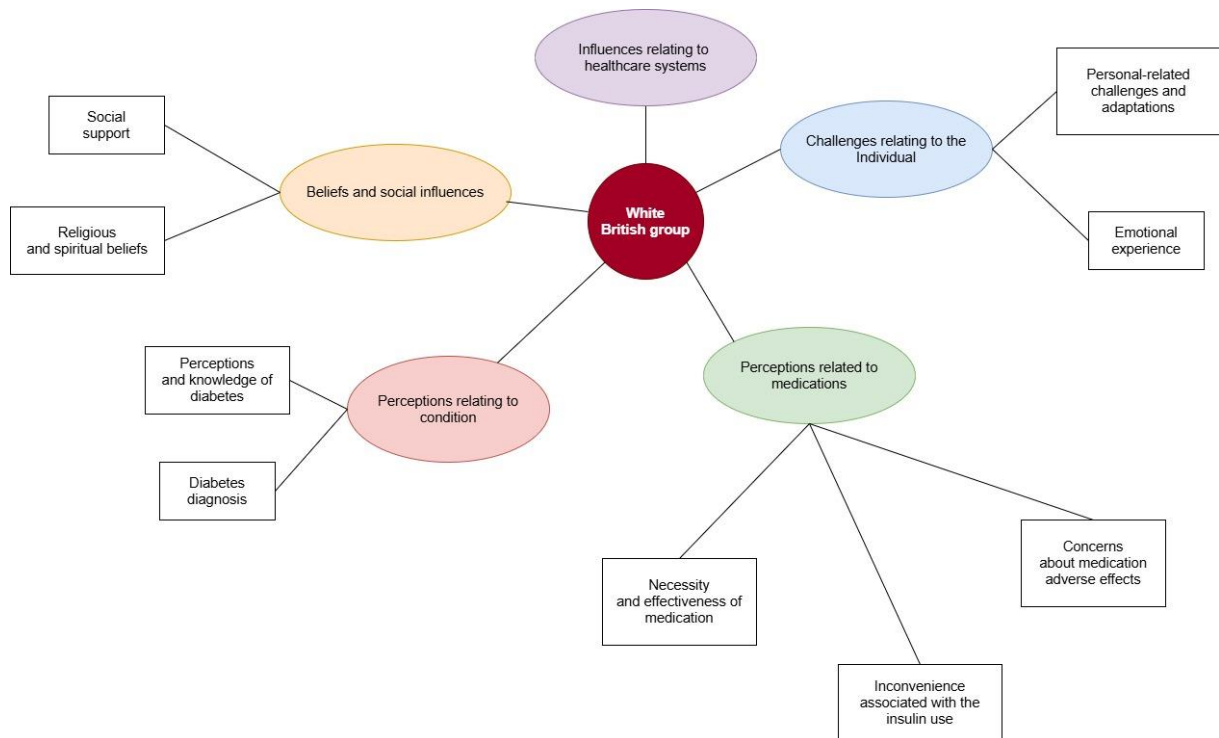 Influences relating to
healthcare systems
Personal-related
challenges and
adaptations
Social
support
Challenges relating to the
Individual
Beliefs and social influences
White
British group
Religious
and spiritual beliefs
Emotional
experience
Perceptions
and knowledge of
diabetes
Perceptions related to
medications
Perceptions relating to
condition
Diabetes
diagnosis
Concerns
about medication
adverse effects
Necessity
and effectiveness of
medication
Inconvenience
associated with the
insulin use